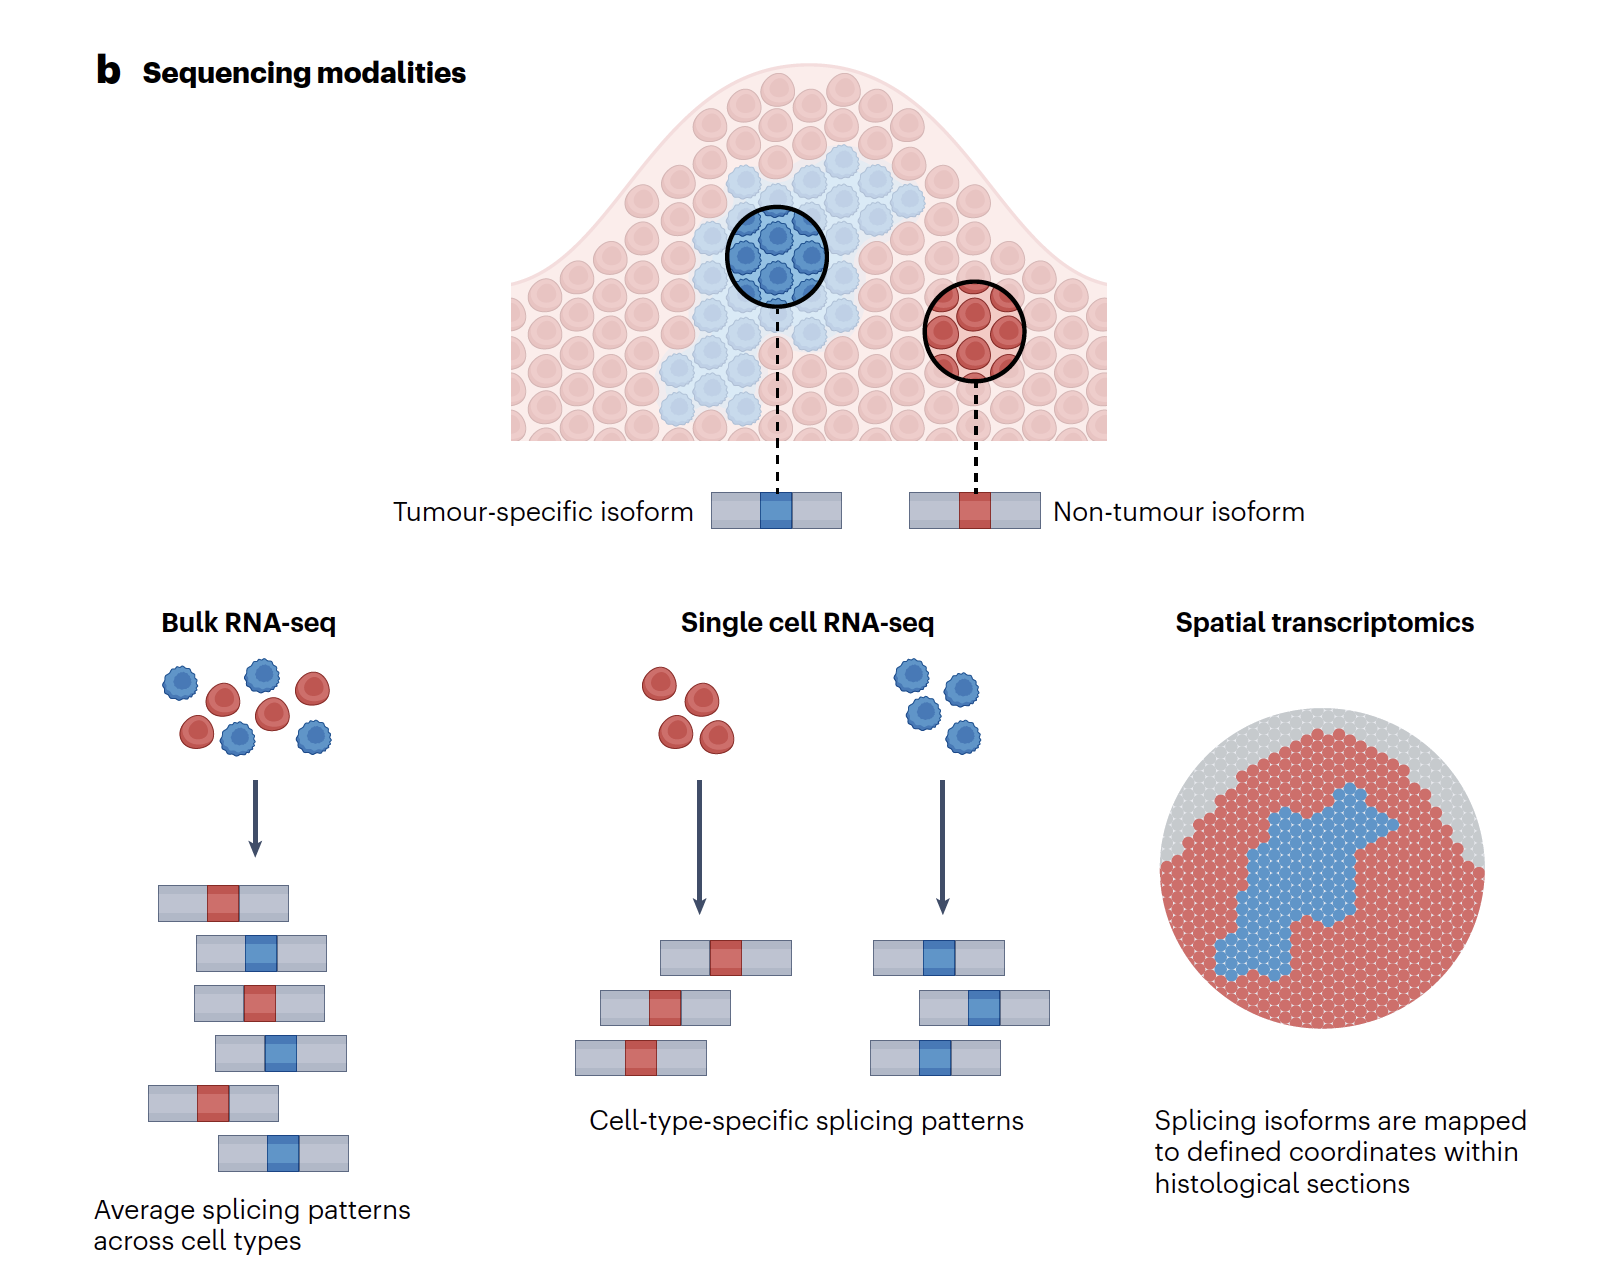 b Sequencing modalities
Tumour-specific isoform
Non-tumour isoform
Bulk RNA-seq
Single cell RNA-seq
Spatial transcriptomics
Average splicing patterns
across cell types
Cell-type-specific splicing patterns
Splicing isoforms are mapped
to defined coordinates within
histological sections